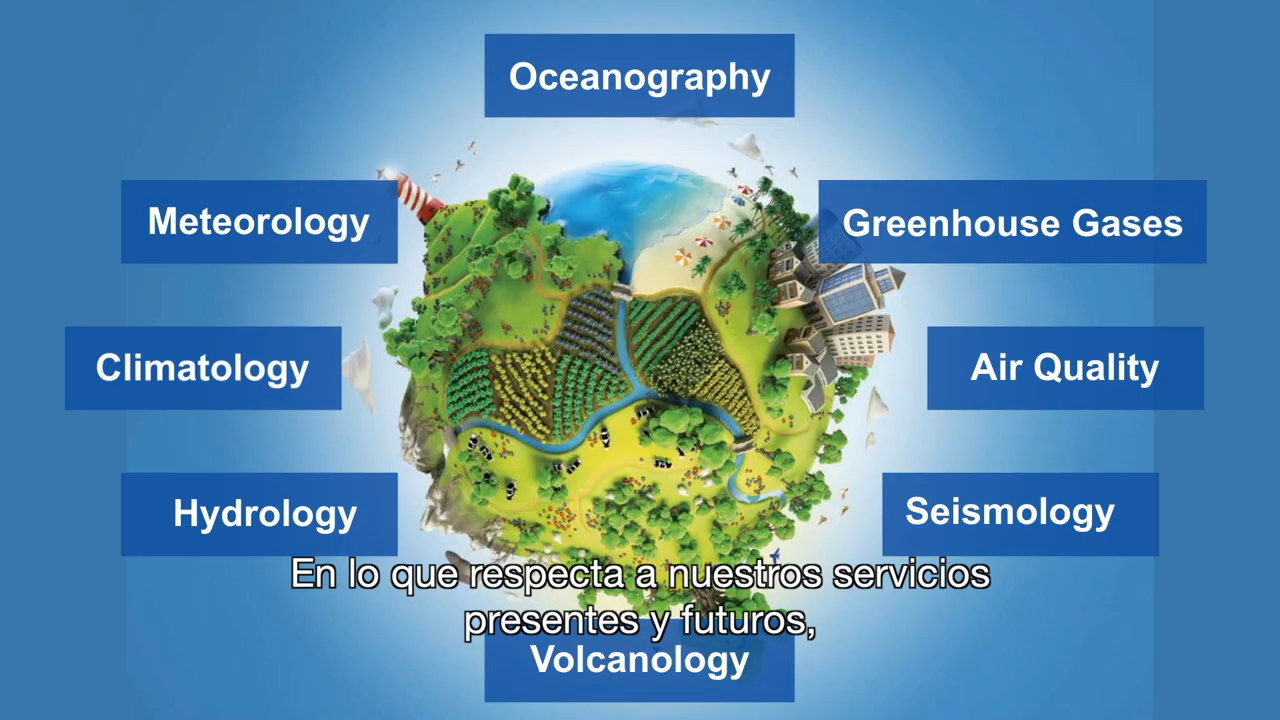 Oceanography
Meteorology
Greenhouse Gases
Climatology
Air Quality
Hydrology
Seismology
En lo que respecta a nuestros servicios
presentes y futuros,
Volcanology